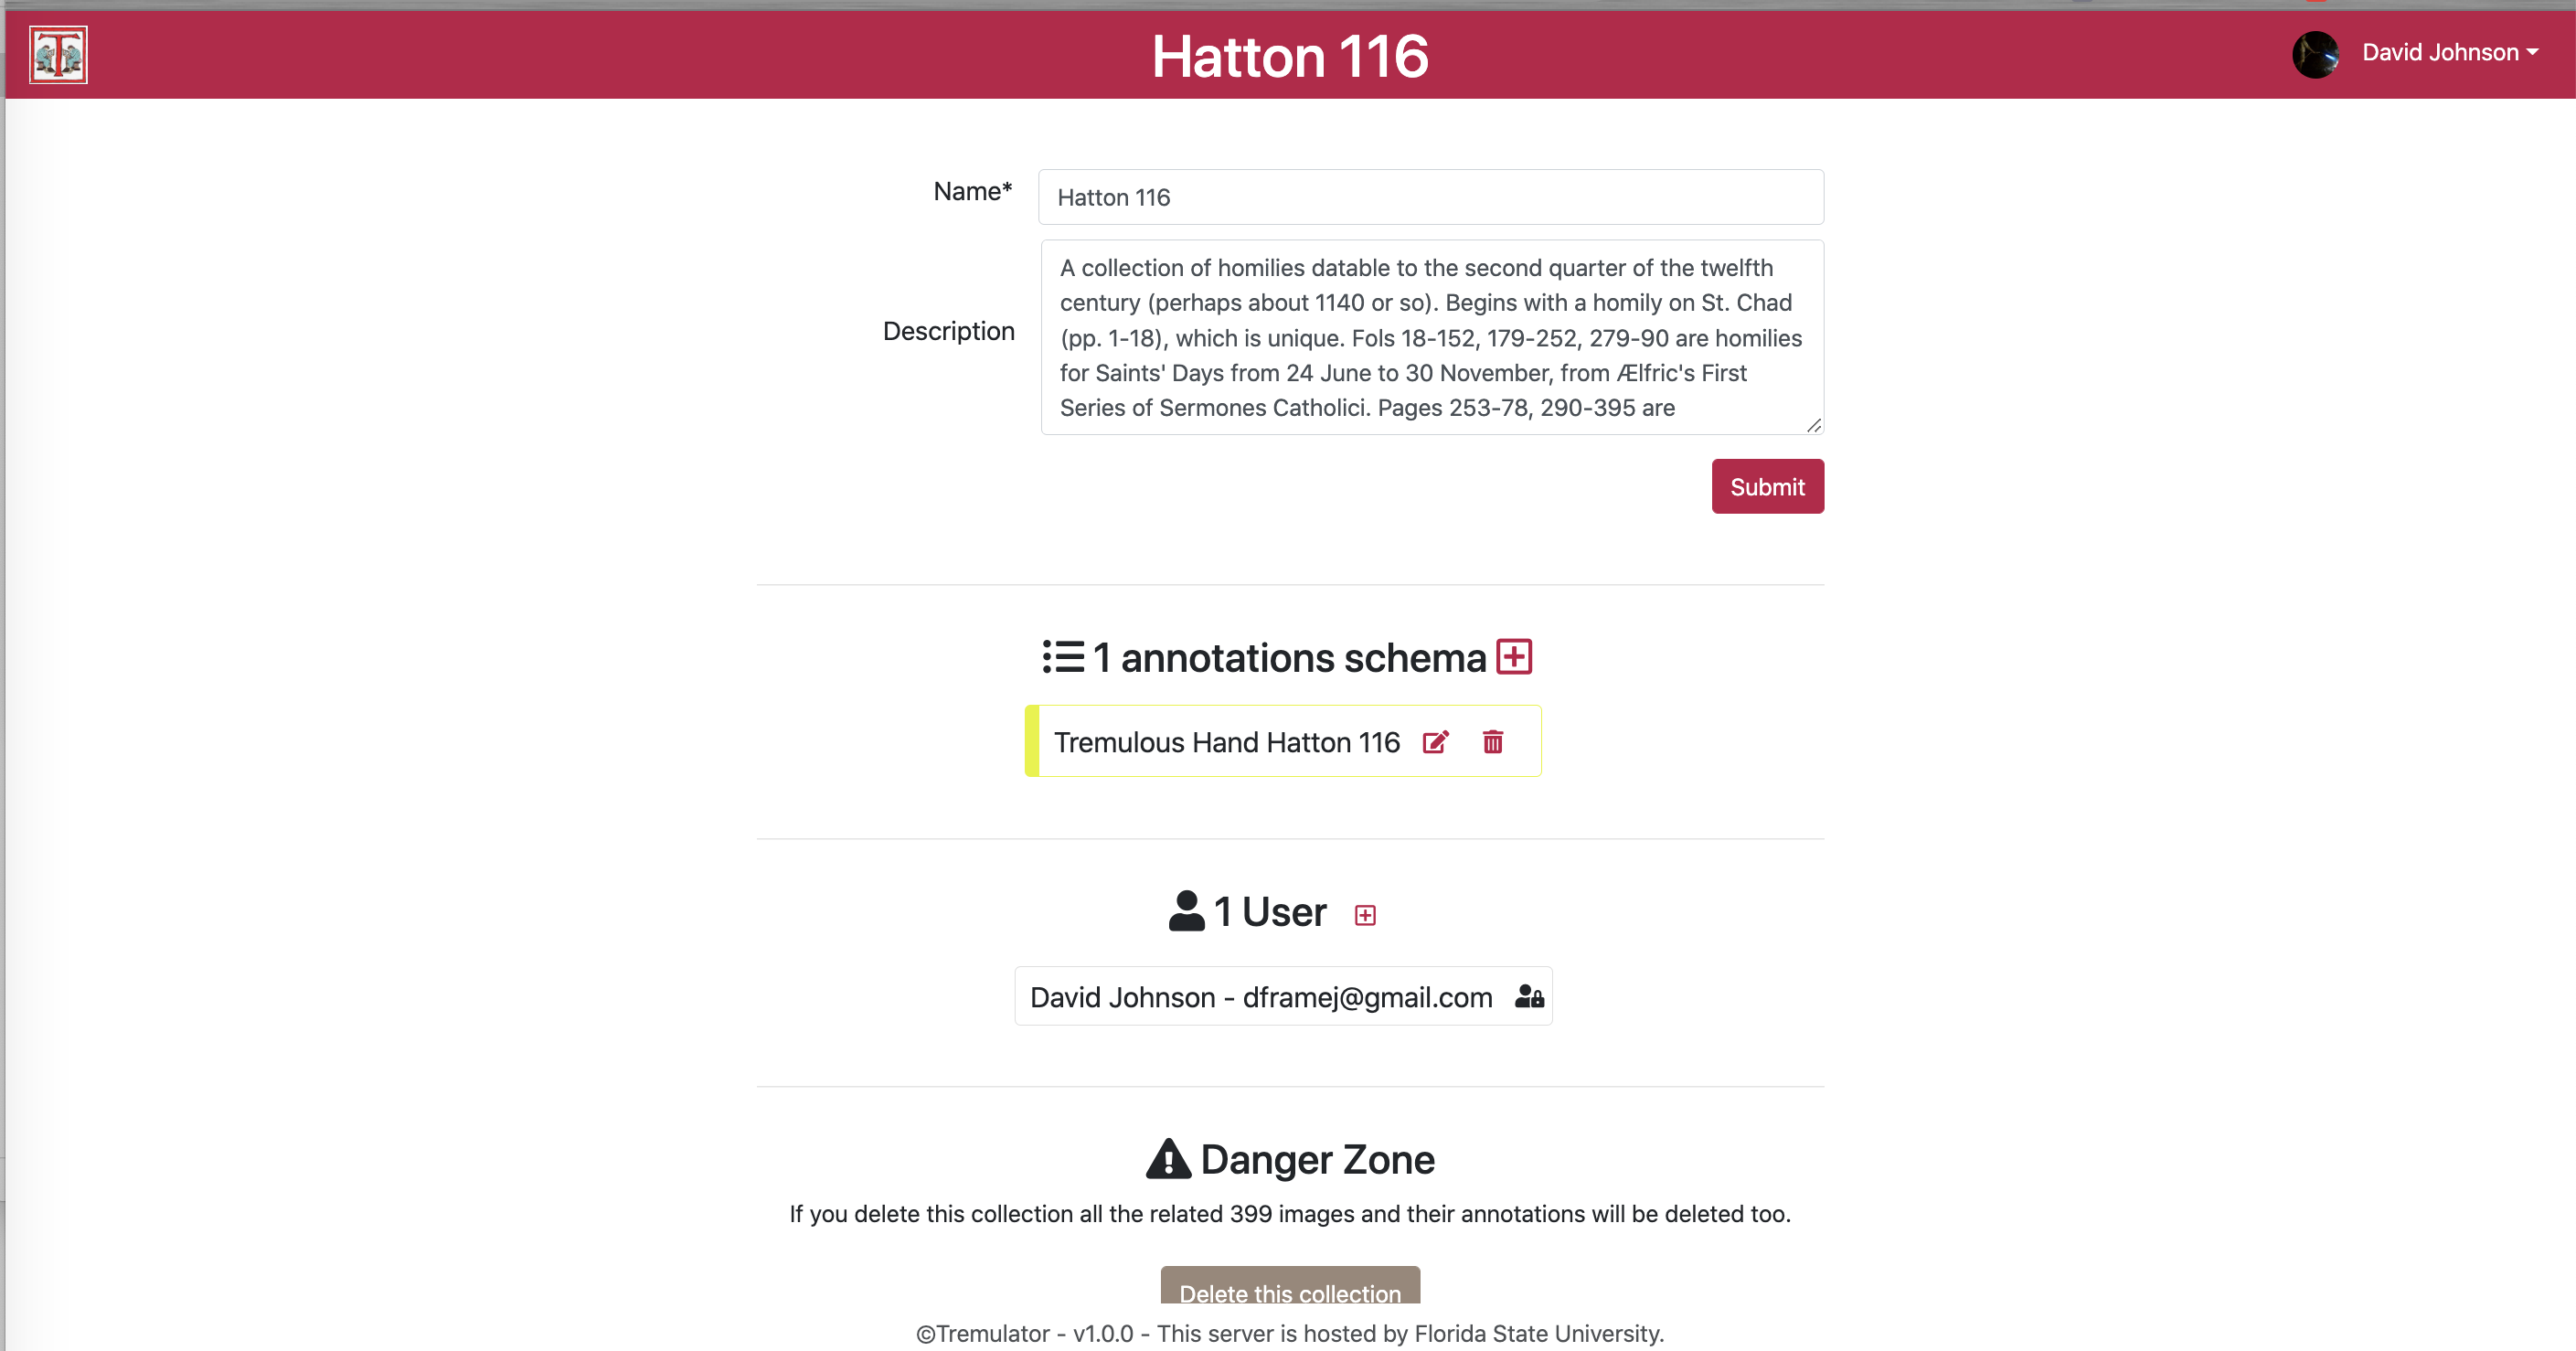 T
Hatton 116
David Johnson
Name*
Hatton 116
Description
A collection of homilies datable to the second quarter of the twelfth
century (perhaps about 1140 or so). Begins with a homily on St. Chad
(pp. 1-18), which is unique. Fols 18-152, 179-252, 279-90 are homilies
for Saints' Days from 24 June to 30 November, from Ælfric's First
Series of Sermones Catholici. Pages 253-78, 290-395 are
Submit
1 annotations schema
Tremulous Hand Hatton 116
1 User
David Johnson - dframej@gmail.com
Danger Zone
If you delete this collection all the related 399 images and their annotations will be deleted too.
Delete this collection
©Tremulator - v1.0.0 - This server is hosted by Florida State University.